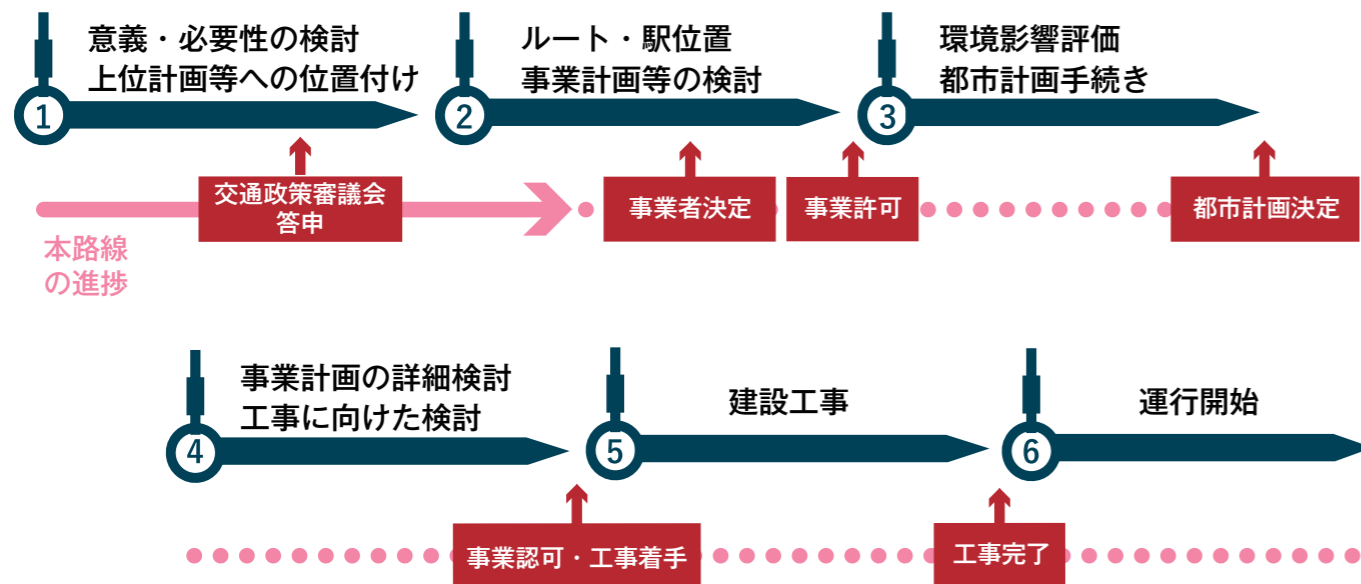 1
意義・必要性の検討
上位計画等への位置付け
2
ルート・駅位置
事業計画等の検討
3
環境影響評価
都市計画手続き
交通政策審議会
答申
事業者決定
事業許可
都市計画決定
本路線
の進捗
4
事業計画の詳細検討
工事に向けた検討
5
建設工事
6
運行開始
事業認可・工事着手
工事完了